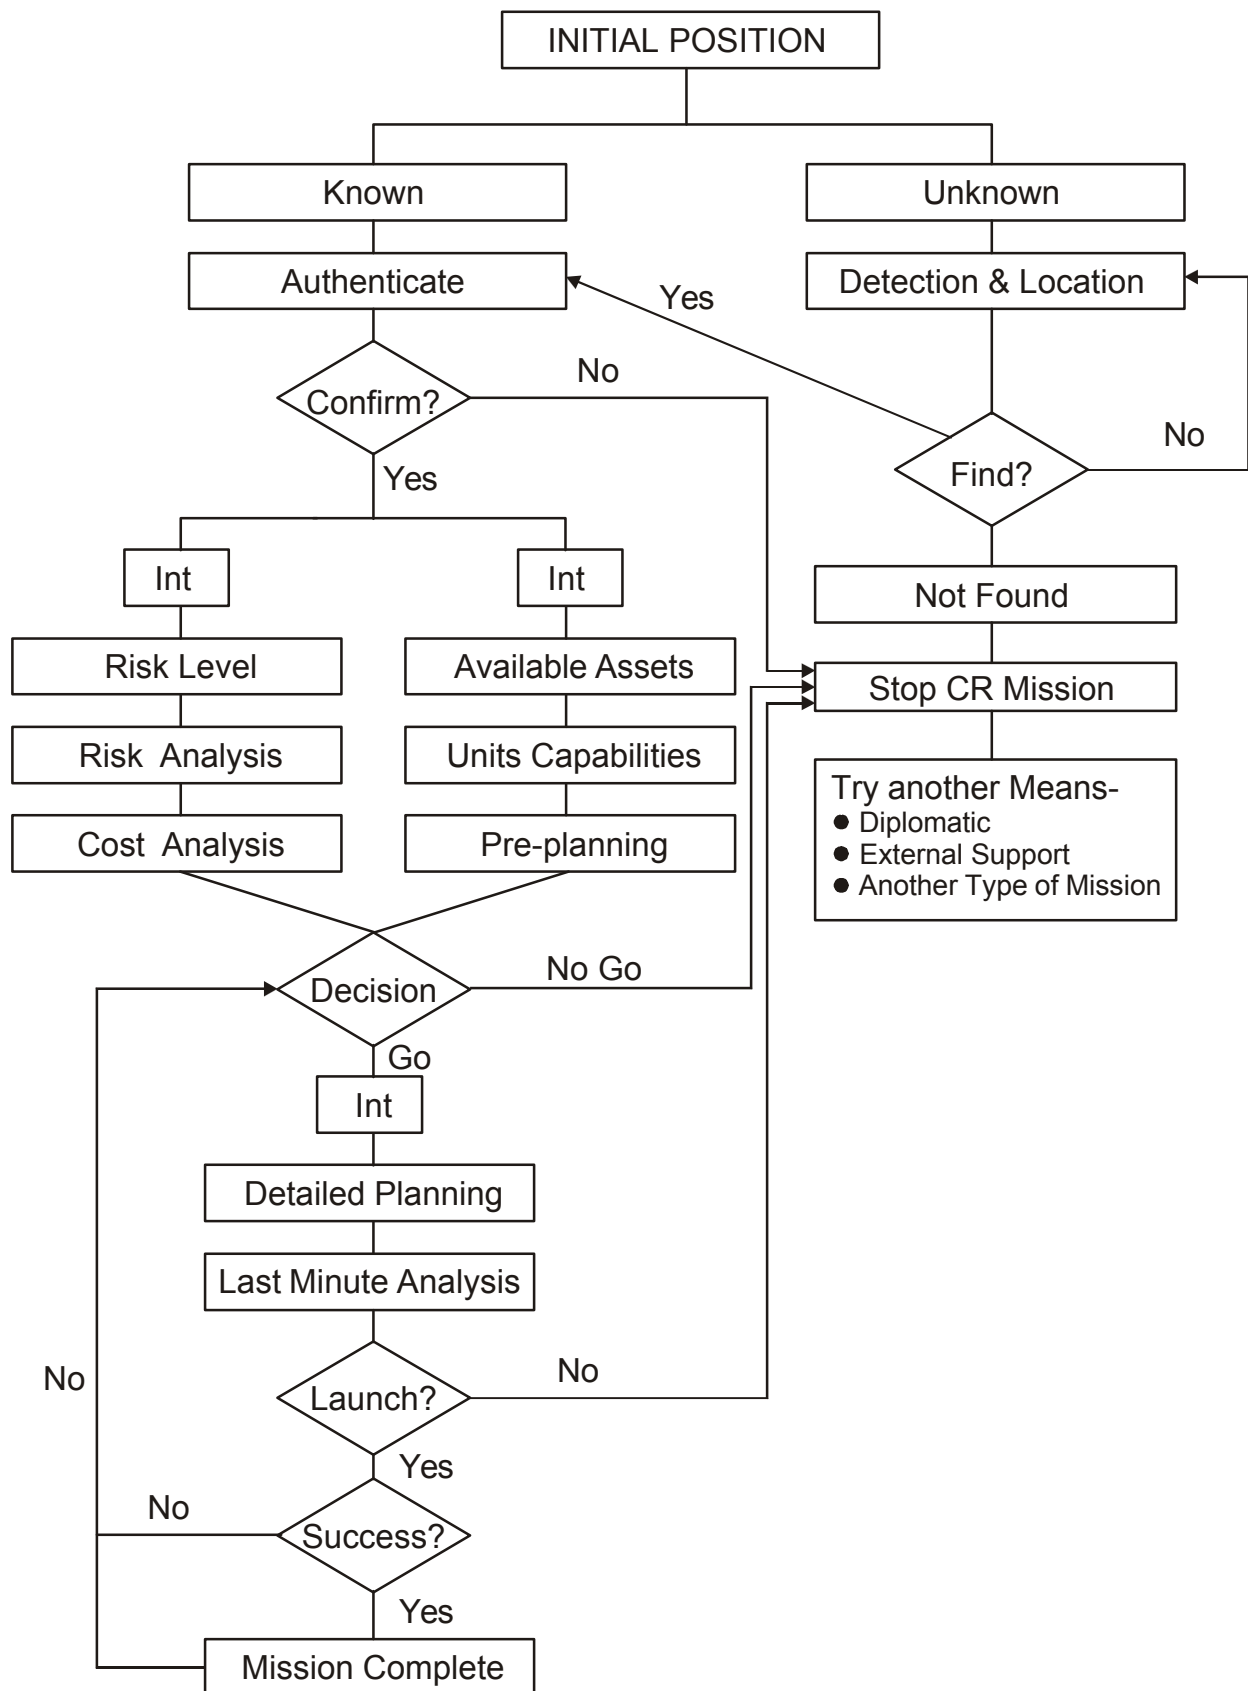 INITIAL POSITION
Known
Unknown
Authenticate
Detection & Location
Yes
No
Confirm?
No
Find?
Yes
Int
Int
Not Found
Risk Level
Available Assets
Stop CR Mission
Risk Analysis
Units Capabilities
Try another Means-
● Diplomatic
● External Support
● Another Type of Mission
Cost Analysis
Pre-planning
Decision
No Go
Go
Int
Detailed Planning
Last Minute Analysis
No
Launch?
No
Yes
No
Success?
Yes
Mission Complete